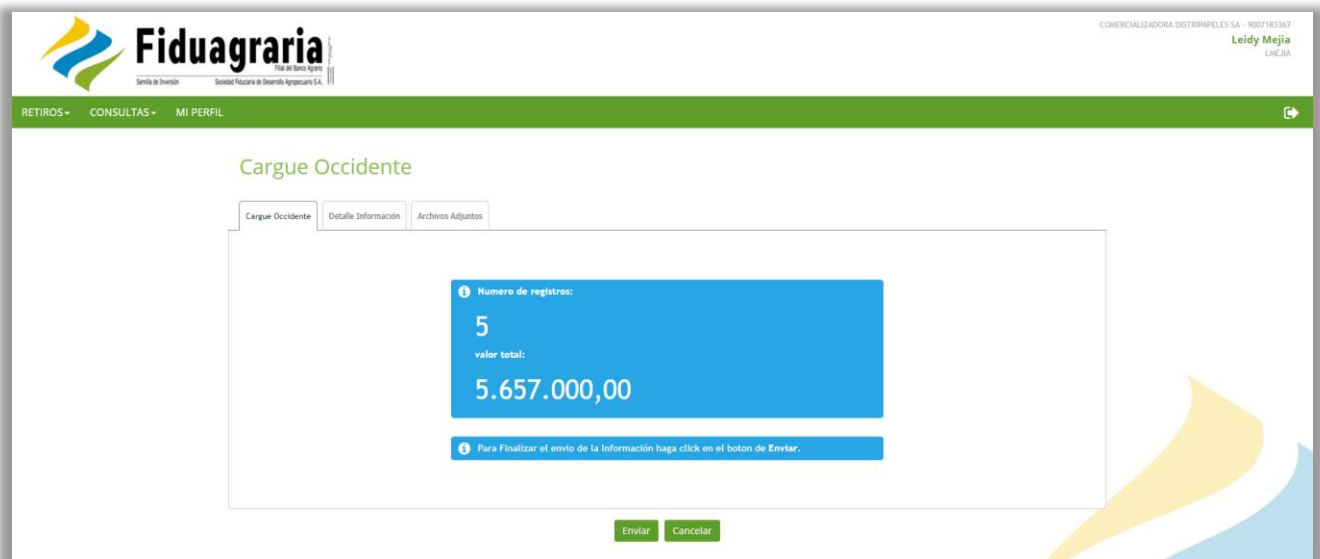 COMERCIALIZADORA DISTRIPAPELES SA - 9007183367
Leidy Mejia
LMEJIA
Fiduagraria
Filial del Banco Agrario
Semilla de Inversión
Sociedad Fiduciaria de Desarrollo Agropecuario S.A.
RETIROS CONSULTAS MI PERFIL
Cargue Occidente
Cargue Occidente Detalle Información Archivos Adjuntos
Numero de registros:
5
valor total:
5.657.000,00
Para Finalizar el envio de la Información haga click en el boton de Enviar.
Enviar Cancelar